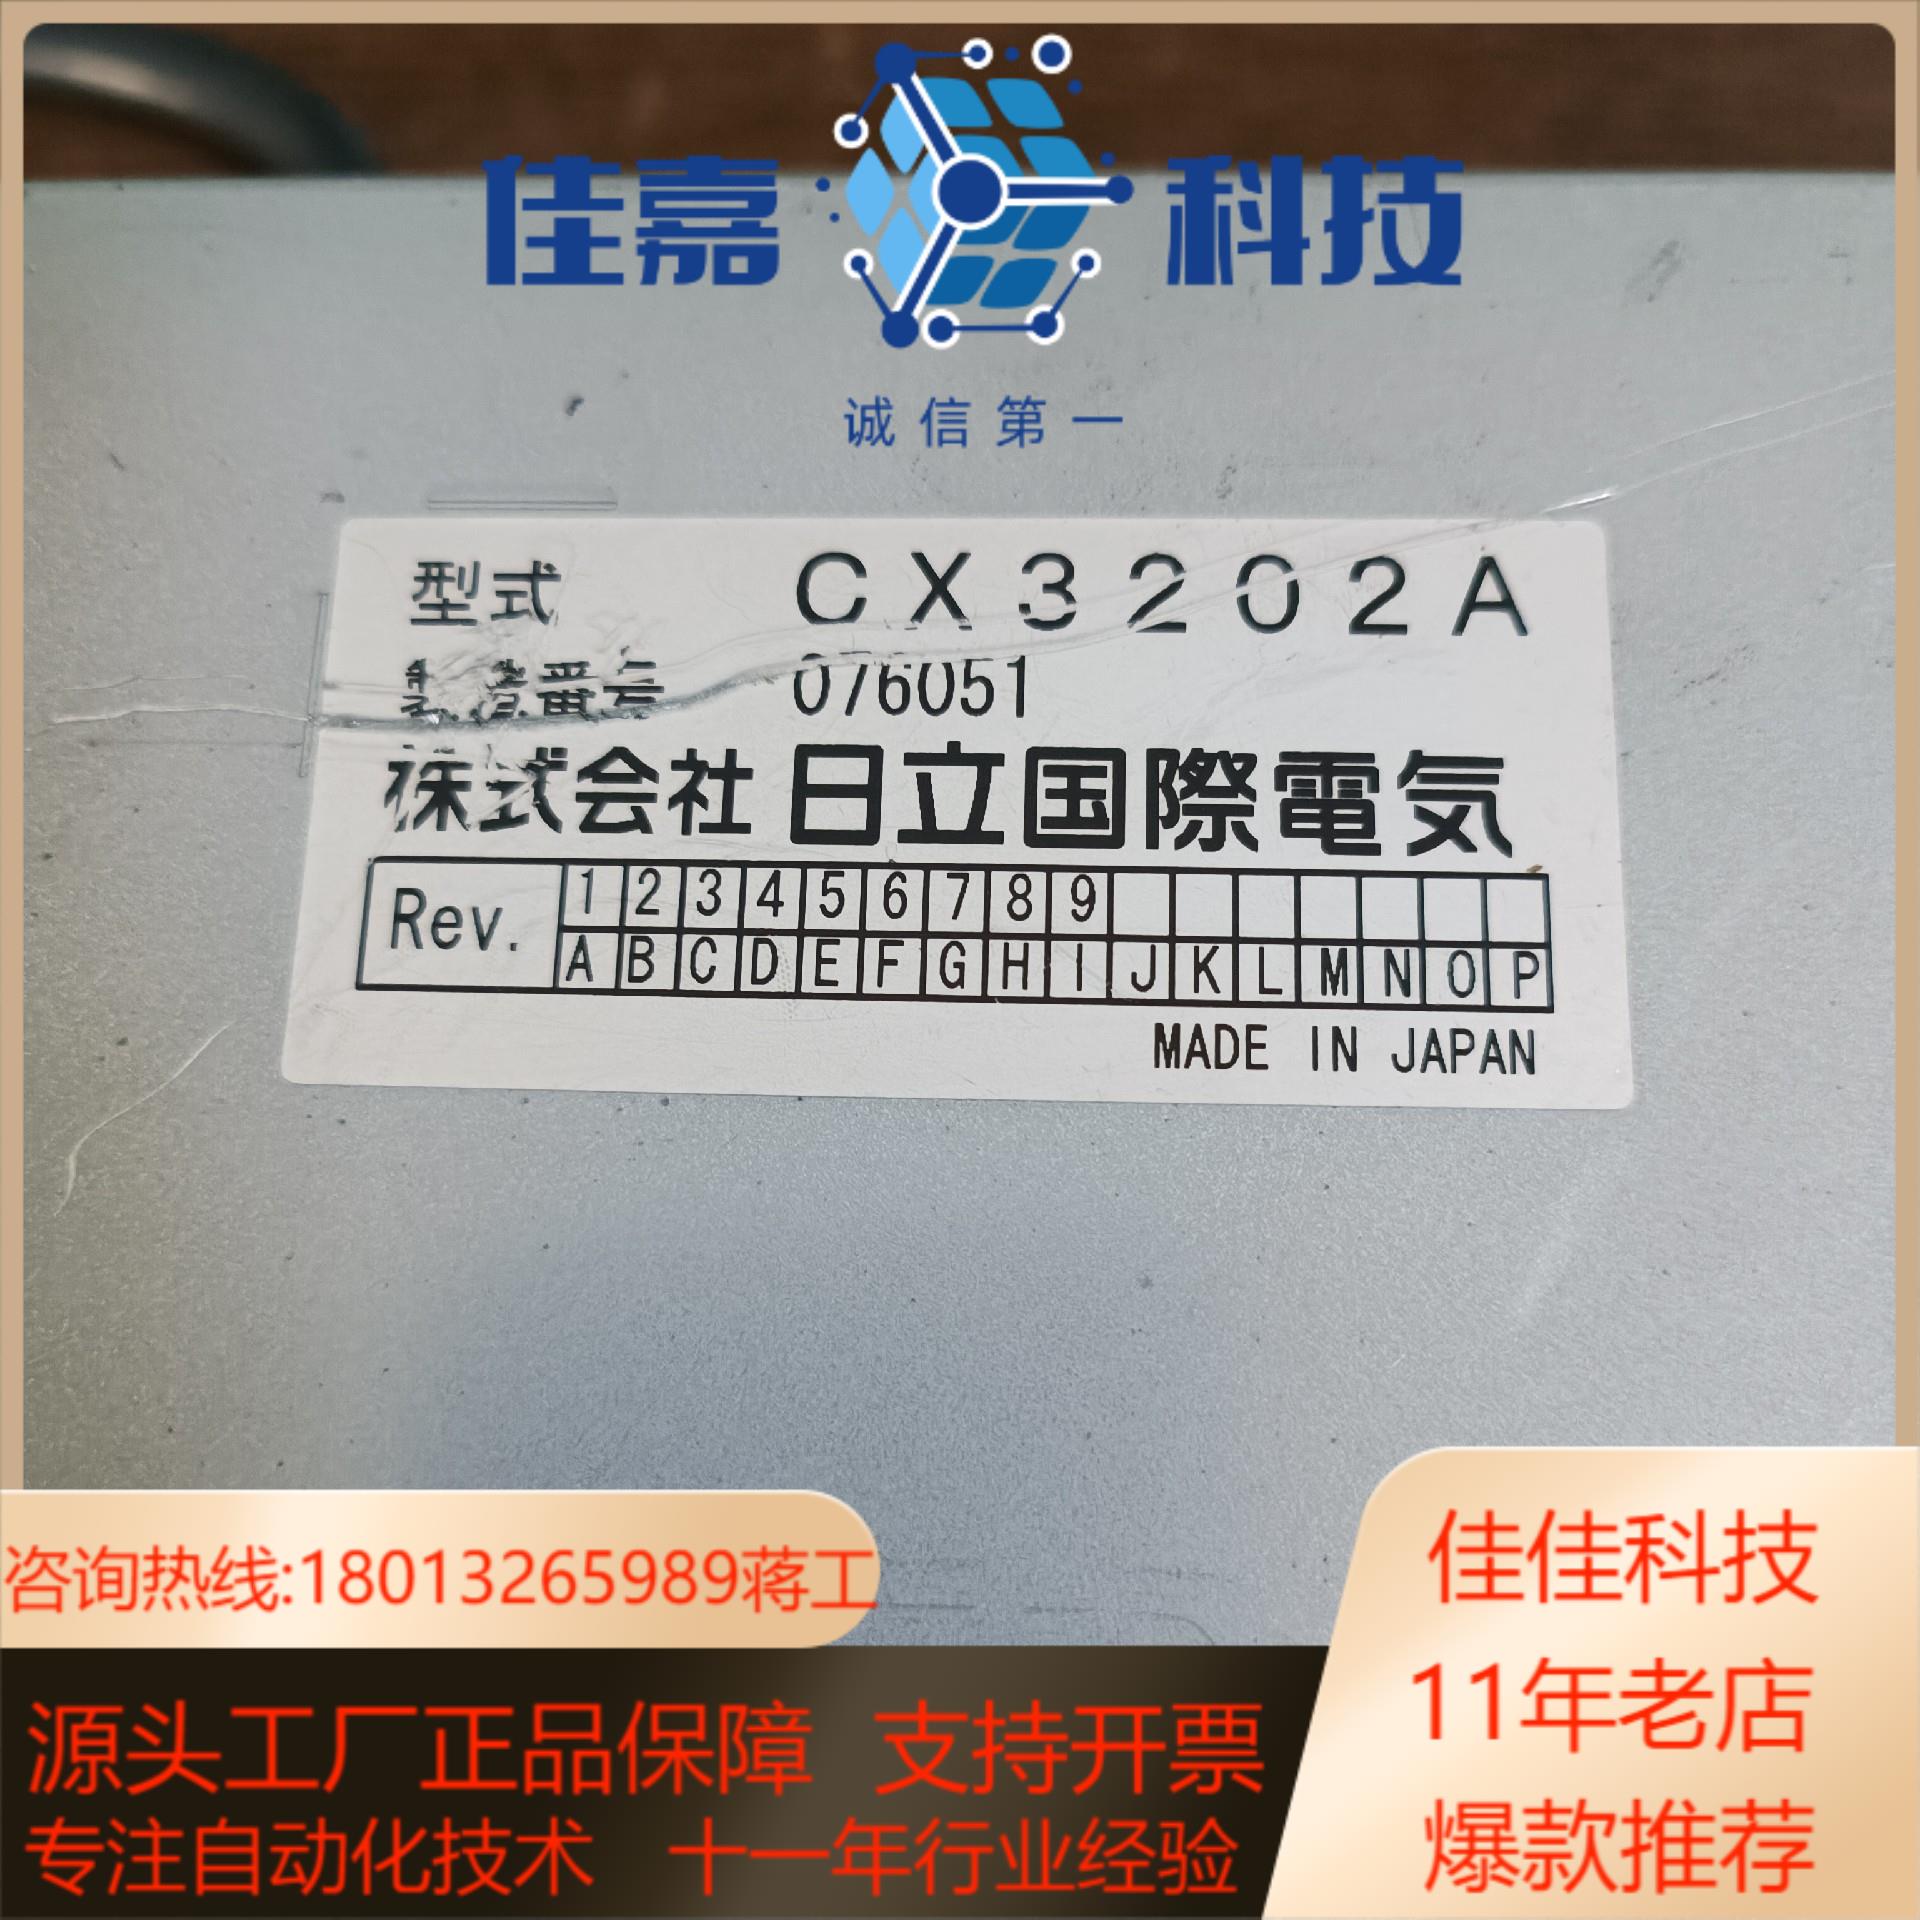 佳嘉科技
诚信第一
型式 CX3202A
製造番号 076051
株式会社日立国際電気
Rev. 1 2 3 4 5 6 7 8 9
A B C D E F G H I J K L M N O P
MADE IN JAPAN
咨询热线:18013265989蒋工
源头工厂正品保障 支持开票
专注自动化技术 十一年行业经验
佳佳科技
11年老店
爆款推荐